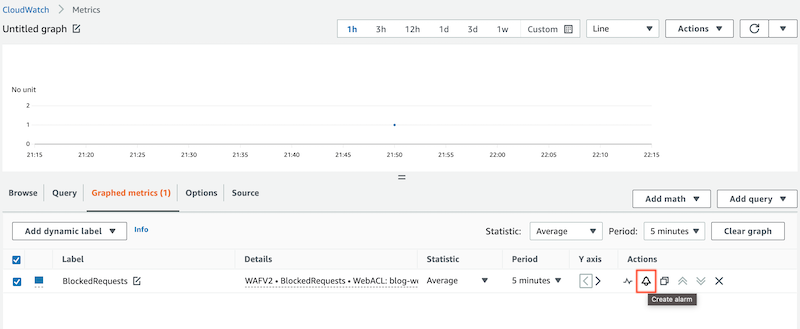 CloudWatch > Metrics
Untitled graph 1h 3h 12h 1d 3d 1w Custom Line Actions
No unit
2
1
0
21:15 21:20 21:25 21:30 21:35 21:40 21:45 21:50 21:55 22:00 22:05 22:10 22:15
Browse Query Graphed metrics (1) Options Source
Add math Add query
Add dynamic label Info Statistic: Average Period: 5 minutes Clear graph
Label Details Statistic Period Y axis Actions
BlockedRequests WAFV2 • BlockedRequests • WebACL: blog-we Average 5 minutes < >
Create alarm